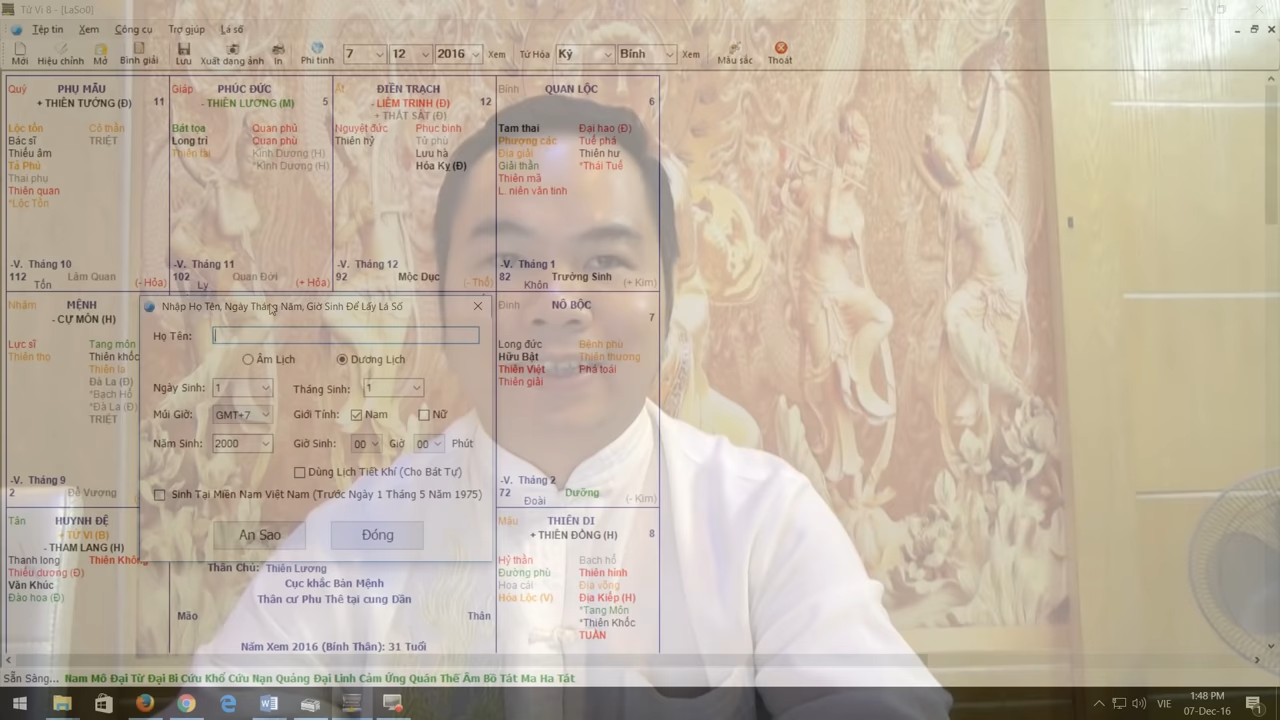 Tử Vi 8 - [LaSo0]
Tệp tin Xem Công cụ Trợ giúp Lá số
Mới Hiệu chỉnh Mở Bình giải Lưu Xuất dạng ảnh In Phi tinh 7 12 2016 Xem Tứ Hóa Kỷ Bính Xem Màu sắc Thoát
Quý PHỤ MẪU
+ THIÊN TƯỚNG (Đ) 11
Lộc tồn Cô thần
Bác sĩ TRIỆT
Thiếu âm
Tả Phù
Thai phụ
Thiên quan
*Lộc Tồn
-V. Tháng 10
112 Lâm Quan (- Hỏa)
Tốn
Giáp PHÚC ĐỨC
- THIÊN LƯƠNG (M) 5
Bát tọa Quan phủ
Long trì Quan phù
Thiên tài Kình Dương (H)
*Kình Dương (H)
-V. Tháng 11
102 Quan Đới (+ Hỏa)
Ly
Ất ĐIỀN TRẠCH
- LIÊM TRINH (Đ) 12
+ THẤT SÁT (Đ)
Nguyệt đức Phục binh
Thiên hỷ Tử phù
Lưu hà
Hóa Kỵ (Đ)
-V. Tháng 12
92 Mộc Dục (- Thổ)
Bính QUAN LỘC
6
Tam thai Đại hao (Đ)
Phượng các Tuế phá
Địa giải Thiên hư
Giải thần *Thái Tuế
Thiên mã
L. niên văn tinh
-V. Tháng 1
82 Trường Sinh
Khôn (+ Kim)
Nhâm MỆNH
- CỰ MÔN (H)
Lực sĩ Tang môn
Thiên thọ Thiên khốc
Thiên la
Đà La (Đ)
*Bạch Hổ
*Đà La (Đ)
TRIỆT
-V. Tháng 9
2 Đế Vượng
Nhập Họ Tên, Ngày Tháng Năm, Giờ Sinh Để Lấy Lá Số
Họ Tên:
Âm Lịch Dương Lịch
Ngày Sinh: 1 Tháng Sinh: 1
Múi Giờ: GMT+7 Giới Tính: Nam Nữ
Năm Sinh: 2000 Giờ Sinh: 00 Giờ 00 Phút
Dùng Lịch Tiết Khí (Cho Bát Tự)
Sinh Tại Miền Nam Việt Nam (Trước Ngày 1 Tháng 5 Năm 1975)
An Sao Đóng
Đinh NÔ BỘC
7
Long đức Bệnh phù
Hữu Bật Thiên thương
Thiên Việt Phá toái
Thiên giải
-V. Tháng 2
72 Dưỡng
Đoài (- Kim)
Tân HUYNH ĐỆ
+ TỬ VI (B)
- THAM LANG (H)
Thanh long Thiên Không
Thiếu dương (Đ)
Văn Khúc
Đào hoa (Đ)
Thân Chủ: Thiên Lương
Cục khắc Bản Mệnh
Thân cư Phu Thê tại cung Dần
Mão Thân
Năm Xem 2016 (Bính Thân): 31 Tuổi
Mậu THIÊN DI
+ THIÊN ĐỒNG (H) 8
Hỷ thần Bạch hổ
Đường phù Thiên hình
Hoa cái Địa võng
Hóa Lộc (V) Địa Kiếp (H)
*Tang Môn
*Thiên Khốc
TUẦN
Sẵn Sàng... Nam Mô Đại Từ Đại Bi Cứu Khổ Cứu Nạn Quảng Đại Linh Cảm Ứng Quán Thế Âm Bồ Tát Ma Ha Tát
VIE
1:48 PM
07-Dec-16
1